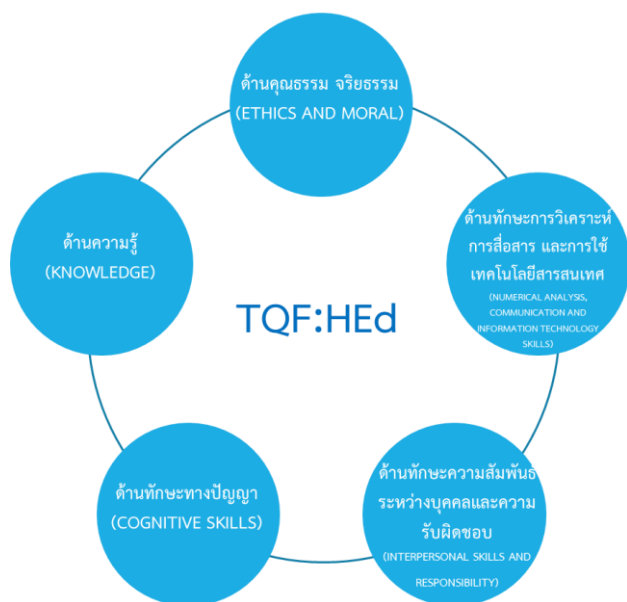 ด้านคุณธรรม จริยธรรม
(ETHICS AND MORAL)
ด้านทักษะการวิเคราะห์
การสื่อสาร และการใช้
เทคโนโลยีสารสนเทศ
(NUMERICAL ANALYSIS,
COMMUNICATION AND
INFORMATION TECHNOLOGY
SKILLS)
ด้านความรู้
(KNOWLEDGE)
TQF:HEd
ด้านทักษะทางปัญญา
(COGNITIVE SKILLS)
ด้านทักษะความสัมพันธ์
ระหว่างบุคคลและความ
รับผิดชอบ
(INTERPERSONAL SKILLS AND
RESPONSIBILITY)